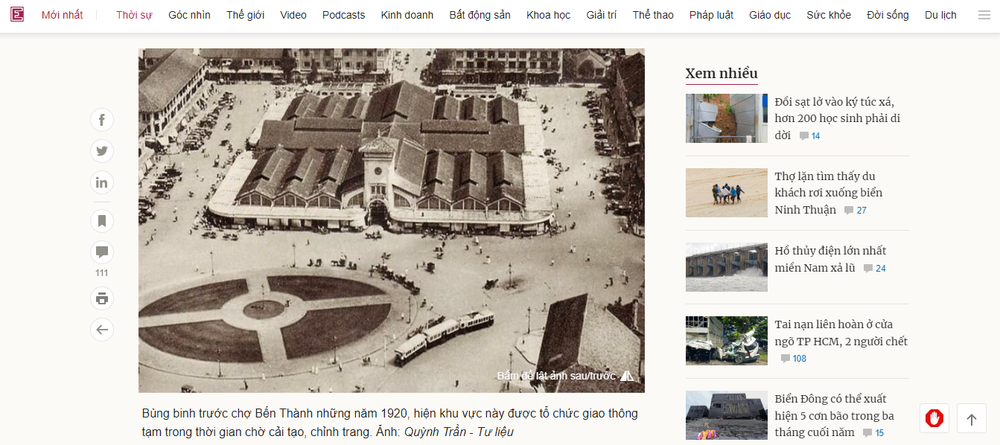 Mới nhất
Thời sự
Góc nhìn
Thế giới
Video
Podcasts
Kinh doanh
Bất động sản
Khoa học
Giải trí
Thể thao
Pháp luật
Giáo dục
Sức khỏe
Đời sống
Du lịch
111
Bấm để lật ảnh sau/trước
Bùng binh trước chợ Bến Thành những năm 1920, hiện khu vực này được tổ chức giao thông
tạm trong thời gian chờ cải tạo, chỉnh trang. Ảnh: Quỳnh Trần - Tư liệu
Xem nhiều
Đồi sạt lở vào ký túc xá,
hơn 200 học sinh phải di
dời 14
Thợ lặn tìm thấy du
khách rơi xuống biển
Ninh Thuận 27
Hồ thủy điện lớn nhất
miền Nam xả lũ 24
Tai nạn liên hoàn ở cửa
ngõ TP HCM, 2 người chết
108
Biển Đông có thể xuất
hiện 5 cơn bão trong ba
tháng cuối năm 15